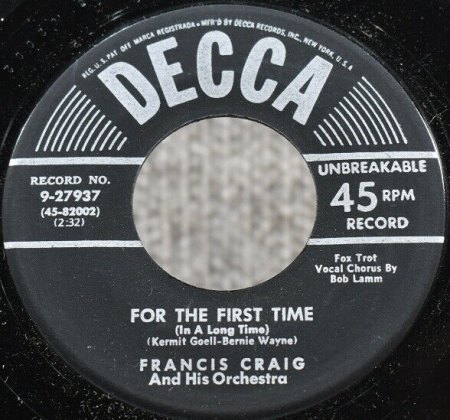 REG. U.S. PAT. OFF. MARCA REGISTRADA • MF'D BY DECCA RECORDS, INC., NEW YORK, U.S.A.
DECCA
RECORD NO.
9-27937
(45-82002)
(2:32)
UNBREAKABLE
45 RPM
RECORD
Fox Trot
Vocal Chorus By
Bob Lamm
FOR THE FIRST TIME
(In A Long Time)
(Kermit Goell-Bernie Wayne)
FRANCIS CRAIG
And His Orchestra